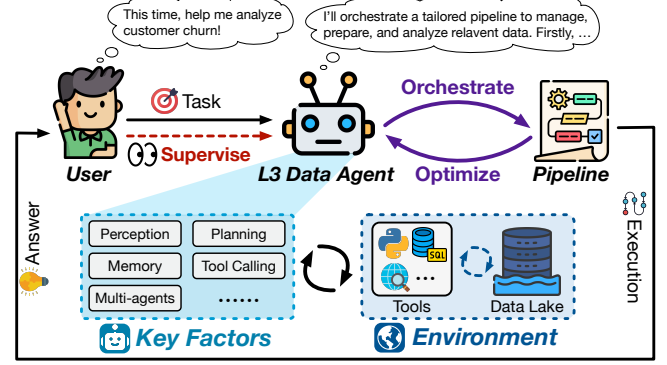 This time, help me analyze
customer churn!
I'll orchestrate a tailored pipeline to manage,
prepare, and analyze relavent data. Firstly, ...
Task
Supervise
Orchestrate
Optimize
User
L3 Data Agent
Pipeline
Answer
Execution
Perception
Planning
Memory
Tool Calling
Multi-agents
......
SQL
...
Tools
Data Lake
Key Factors
Environment